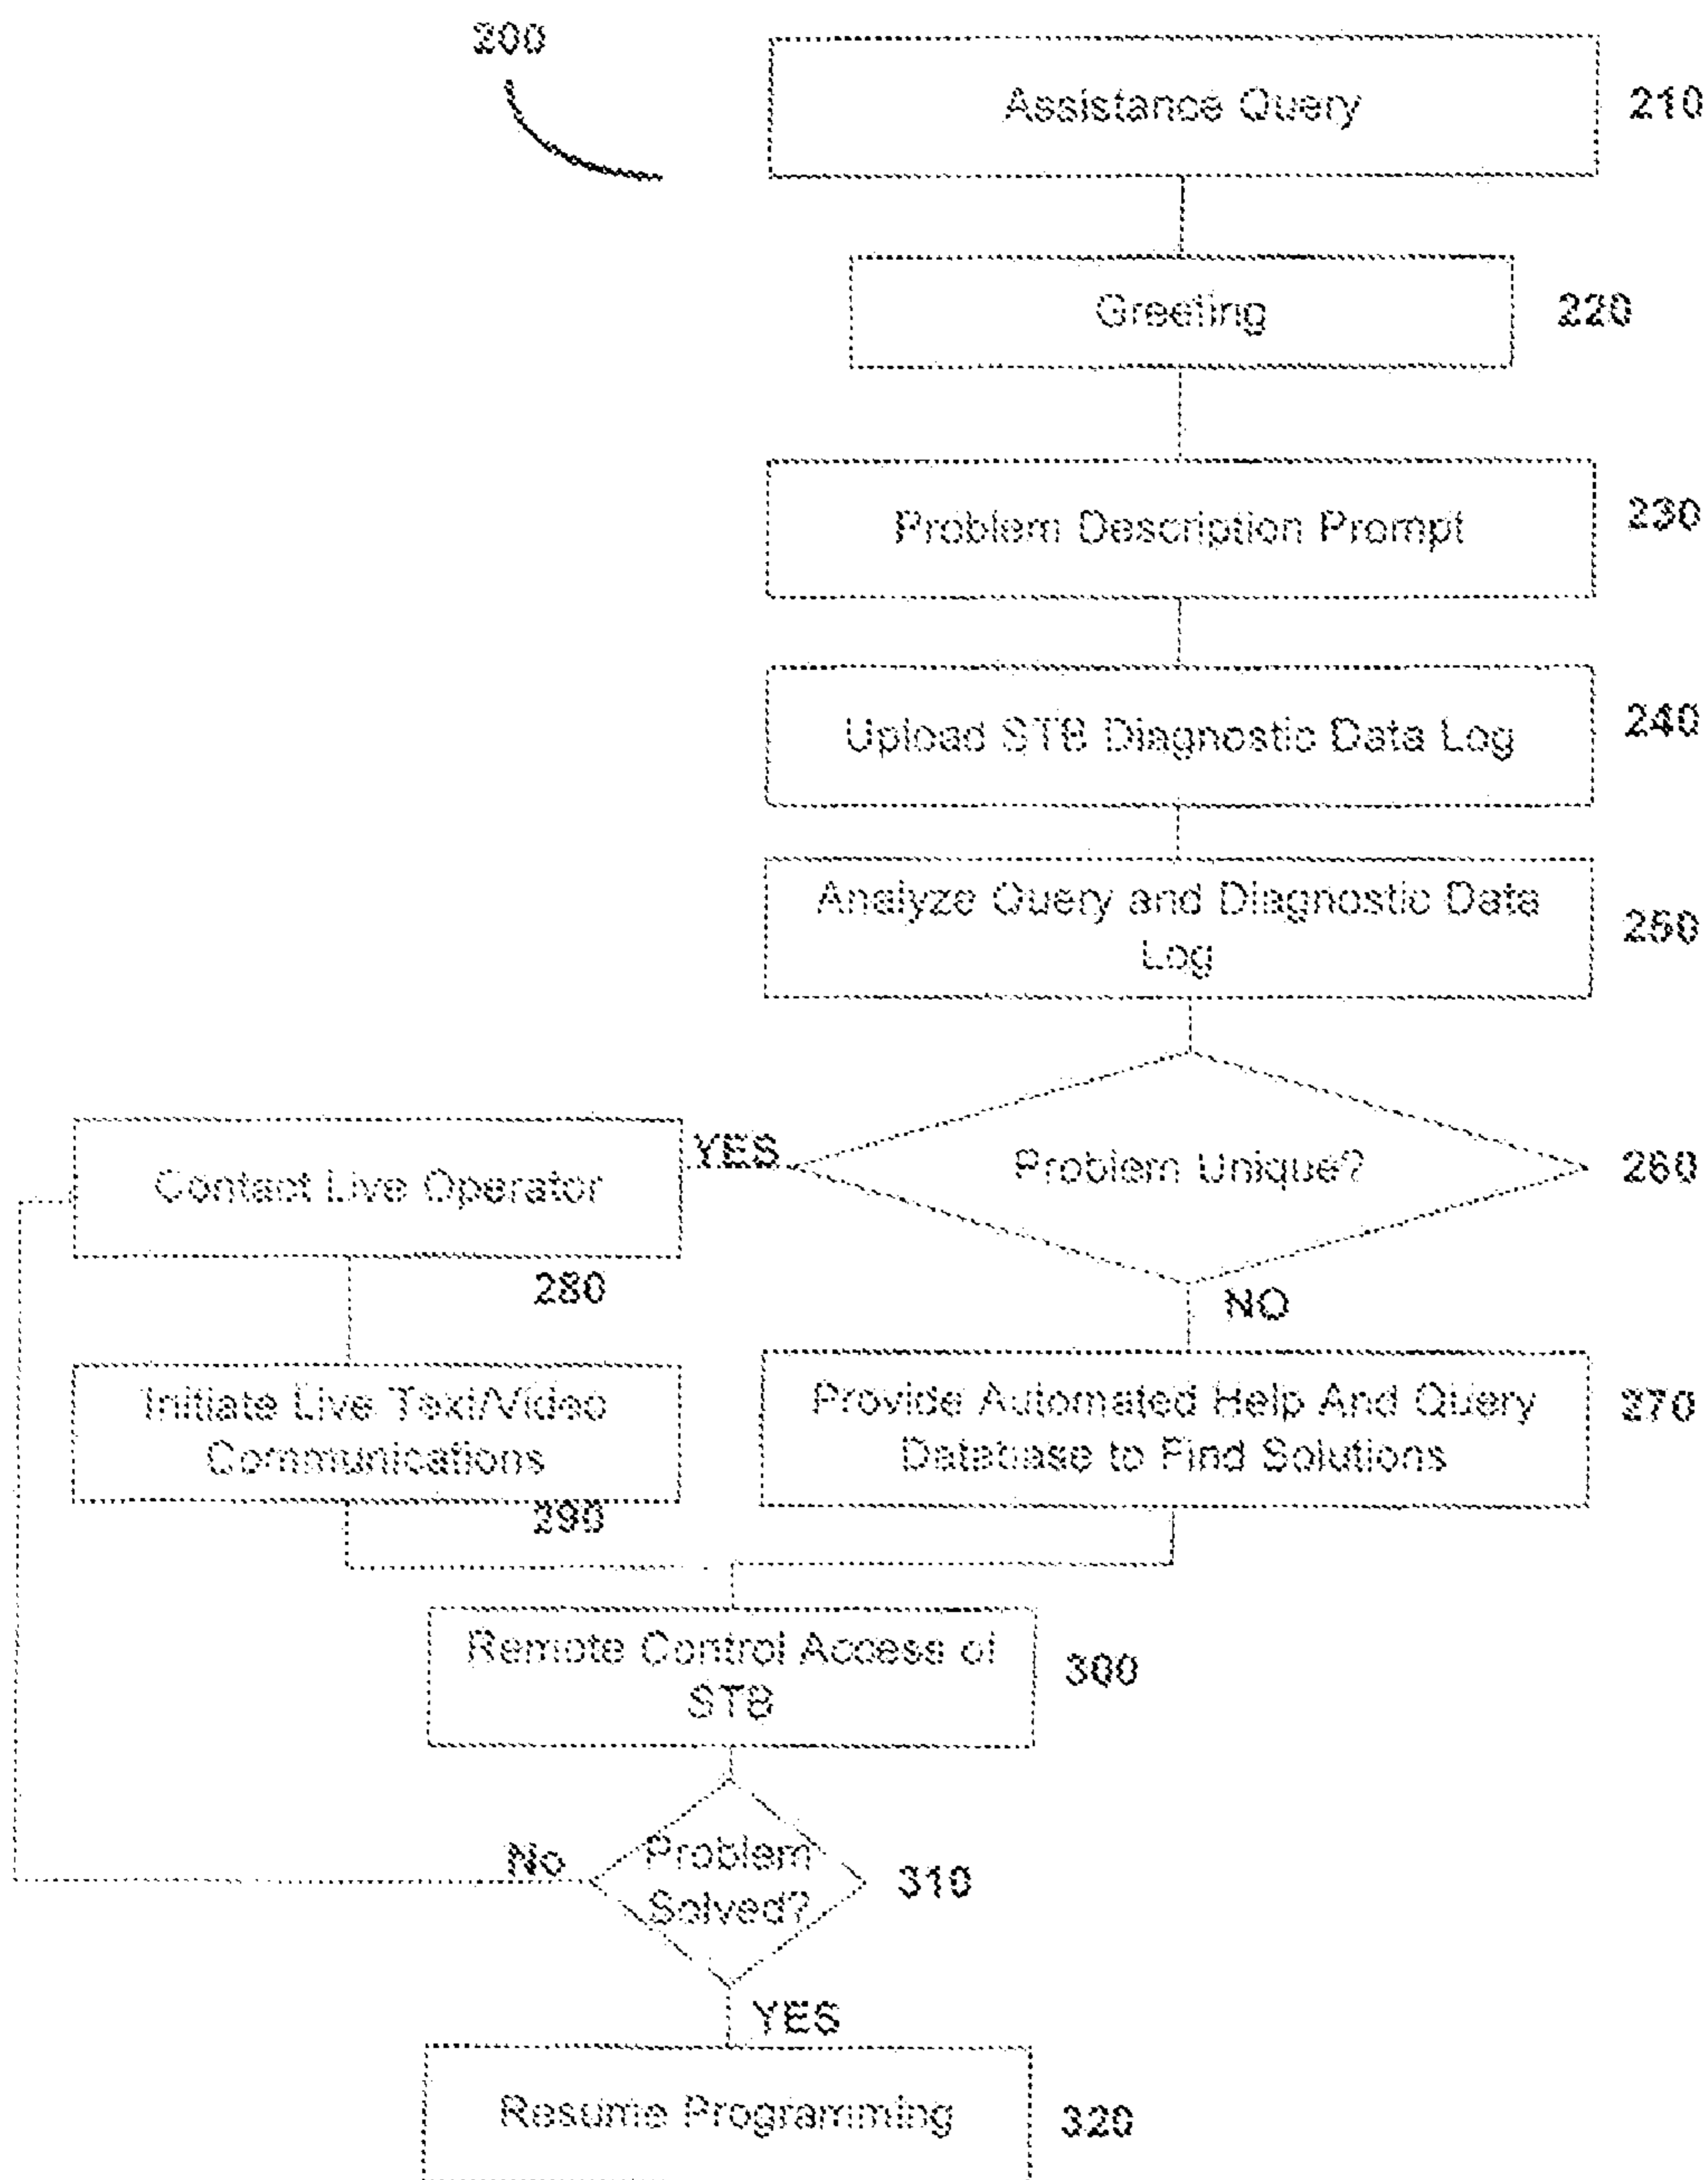 200
Assistance Query
210
Greeting
220
Problem Description Prompt
230
Upload STB Diagnostic Data Log
240
Analyze Query and Diagnostic Data
Log
250
Problem Unique?
260
YES
Contact Live Operator
280
NO
Initiate Live Text/Video
Communications
290
Provide Automated Help And Query
Database to Find Solutions
270
Remote Control Access of
STB
300
Problem
Solved?
310
No
YES
Resume Programming
320